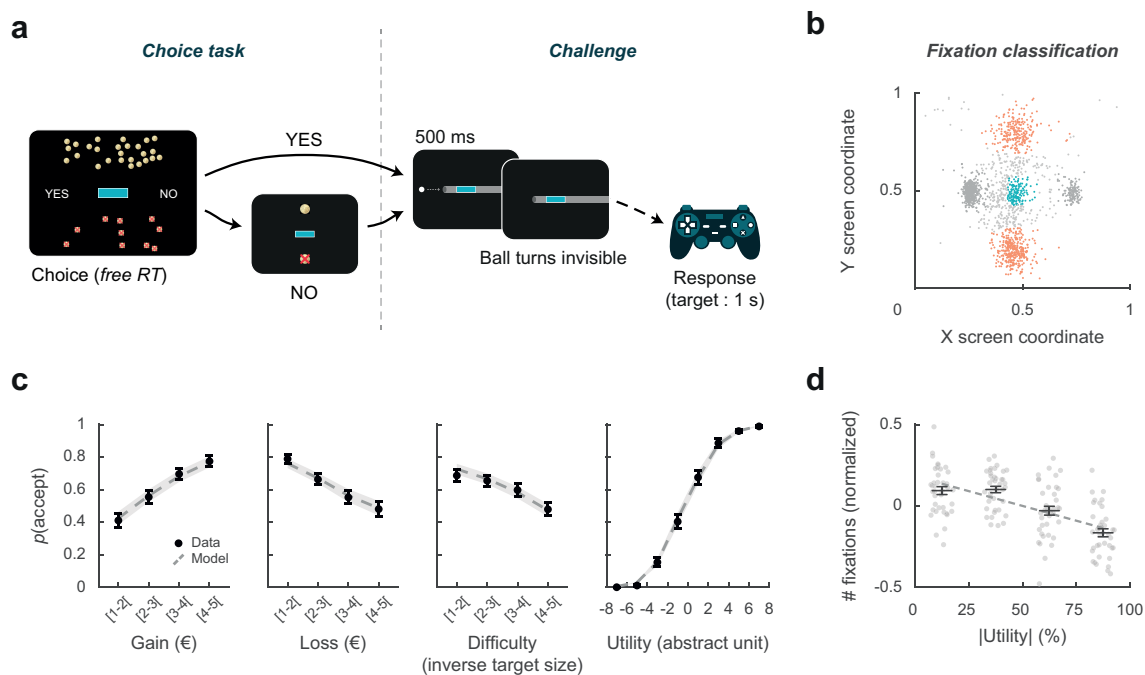 a
Choice task
Challenge
YES
500 ms
YES
NO
Choice (free RT)
NO
Ball turns invisible
Response
(target : 1 s)
b
Fixation classification
1
0.5
0
0.5
1
Y screen coordinate
X screen coordinate
c
p(accept)
1
0.8
0.6
0.4
0.2
0
Data
Model
[1-2[
[2-3[
[3-4[
[4-5[
Gain (€)
[1-2[
[2-3[
[3-4[
[4-5[
Loss (€)
[1-2[
[2-3[
[3-4[
[4-5[
Difficulty
(inverse target size)
-8 -6 -4 -2 0 2 4 6 8
Utility (abstract unit)
d
# fixations (normalized)
0.5
0
-0.5
0 25 50 75 100
|Utility| (%)